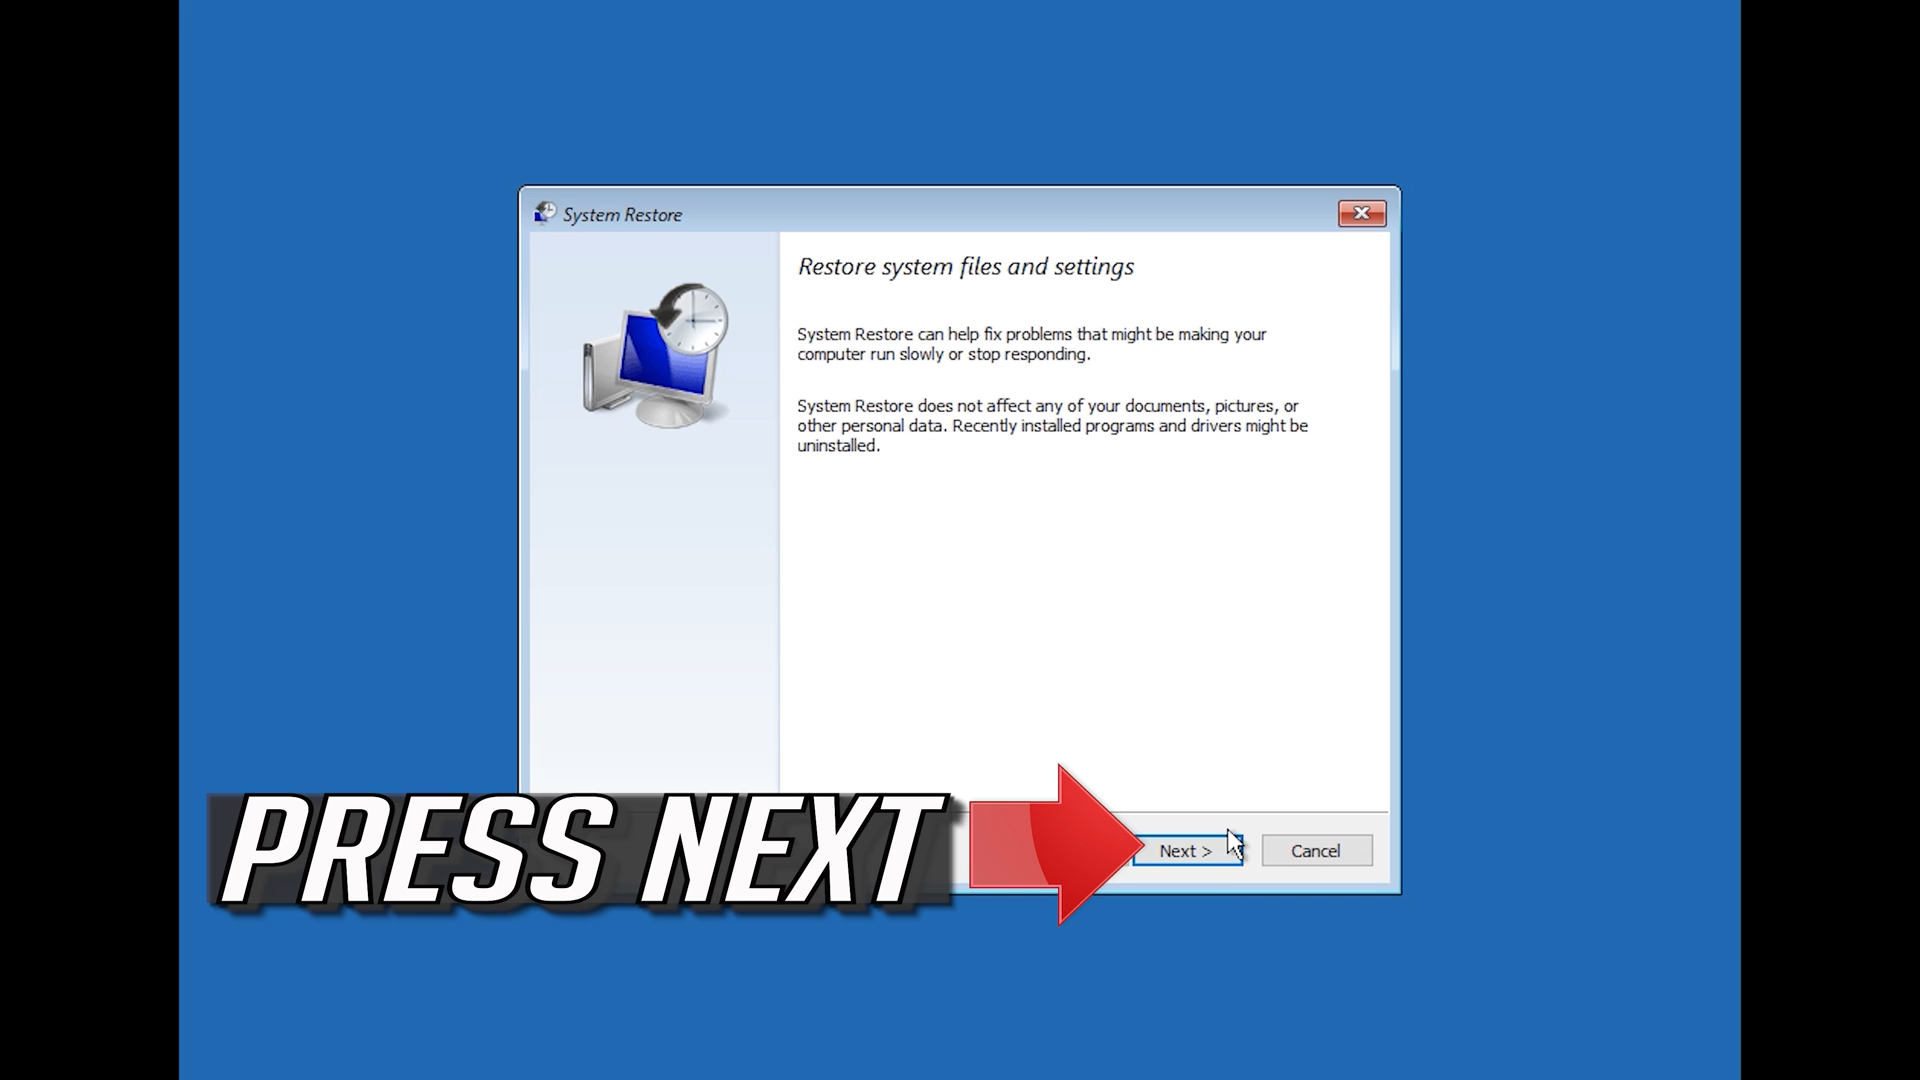 System Restore
Restore system files and settings
System Restore can help fix problems that might be making your
computer run slowly or stop responding.
System Restore does not affect any of your documents, pictures, or
other personal data. Recently installed programs and drivers might be
uninstalled.
PRESS NEXT
Next >
Cancel